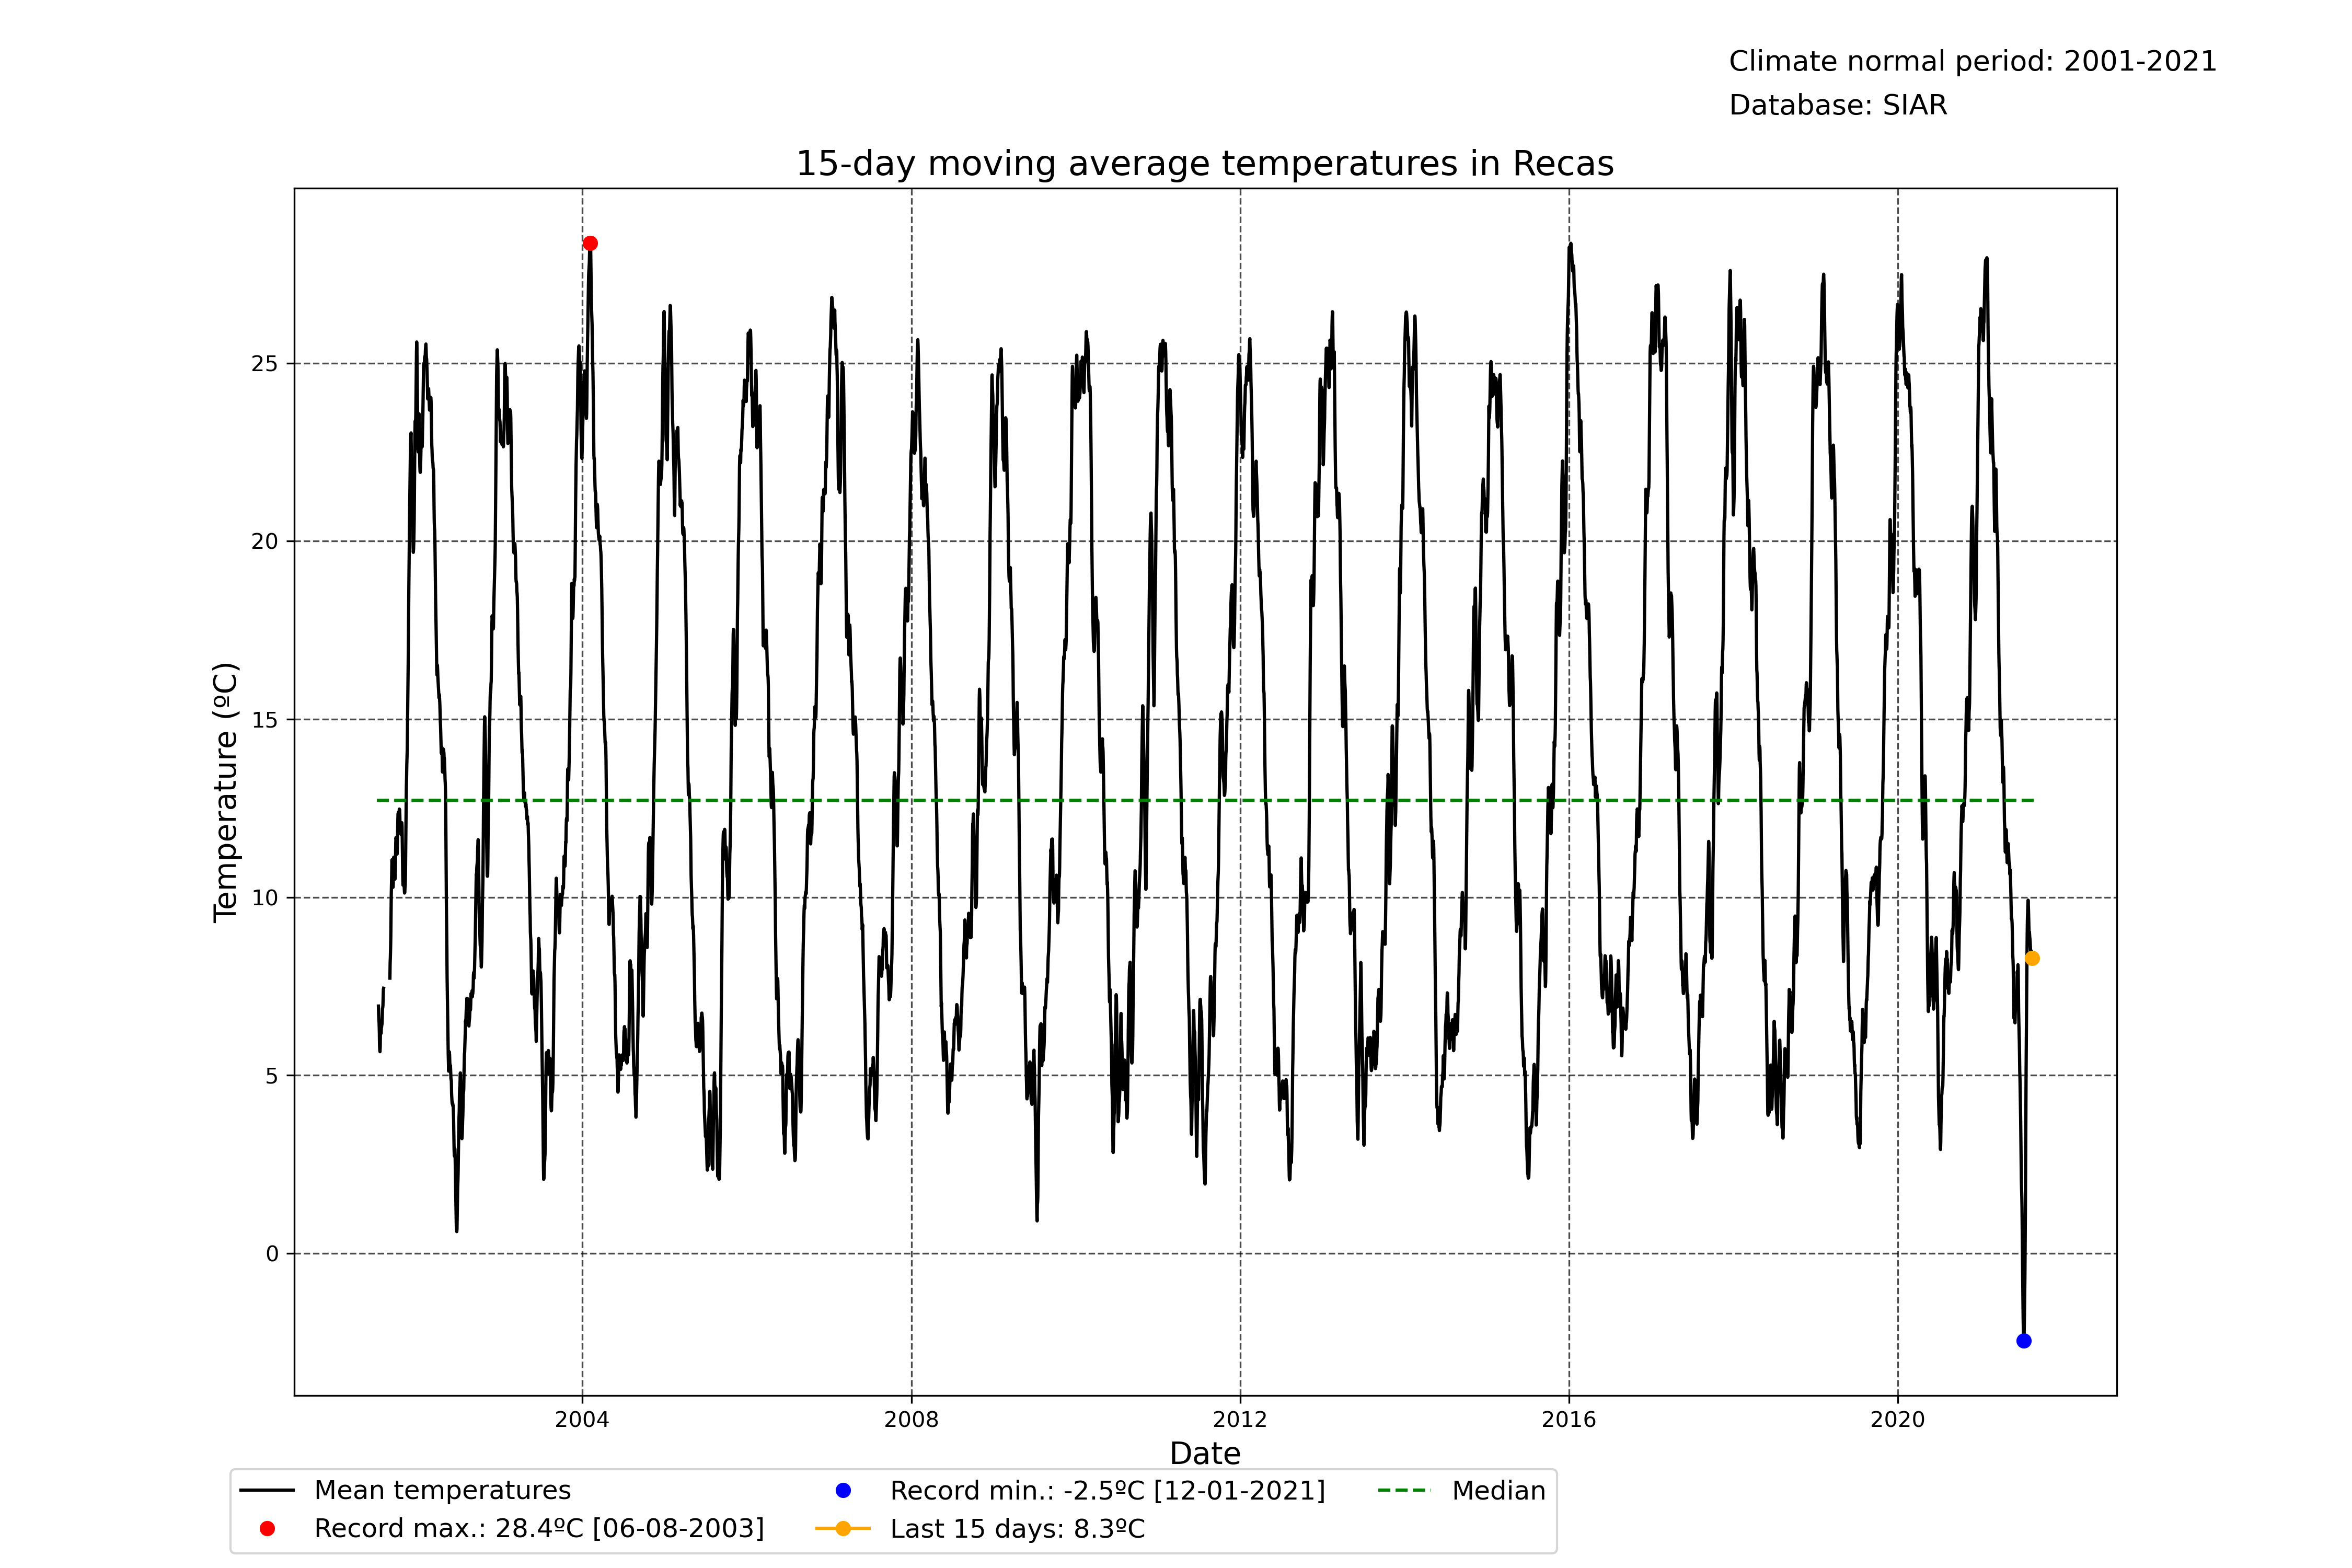 Climate normal period: 2001-2021
Database: SIAR
15-day moving average temperatures in Recas
25
20
15
10
5
0
Temperature (ºC)
2004 2008 2012 2016 2020
Date
Mean temperatures
Record max.: 28.4ºC [06-08-2003]
Record min.: -2.5ºC [12-01-2021]
Last 15 days: 8.3ºC
Median